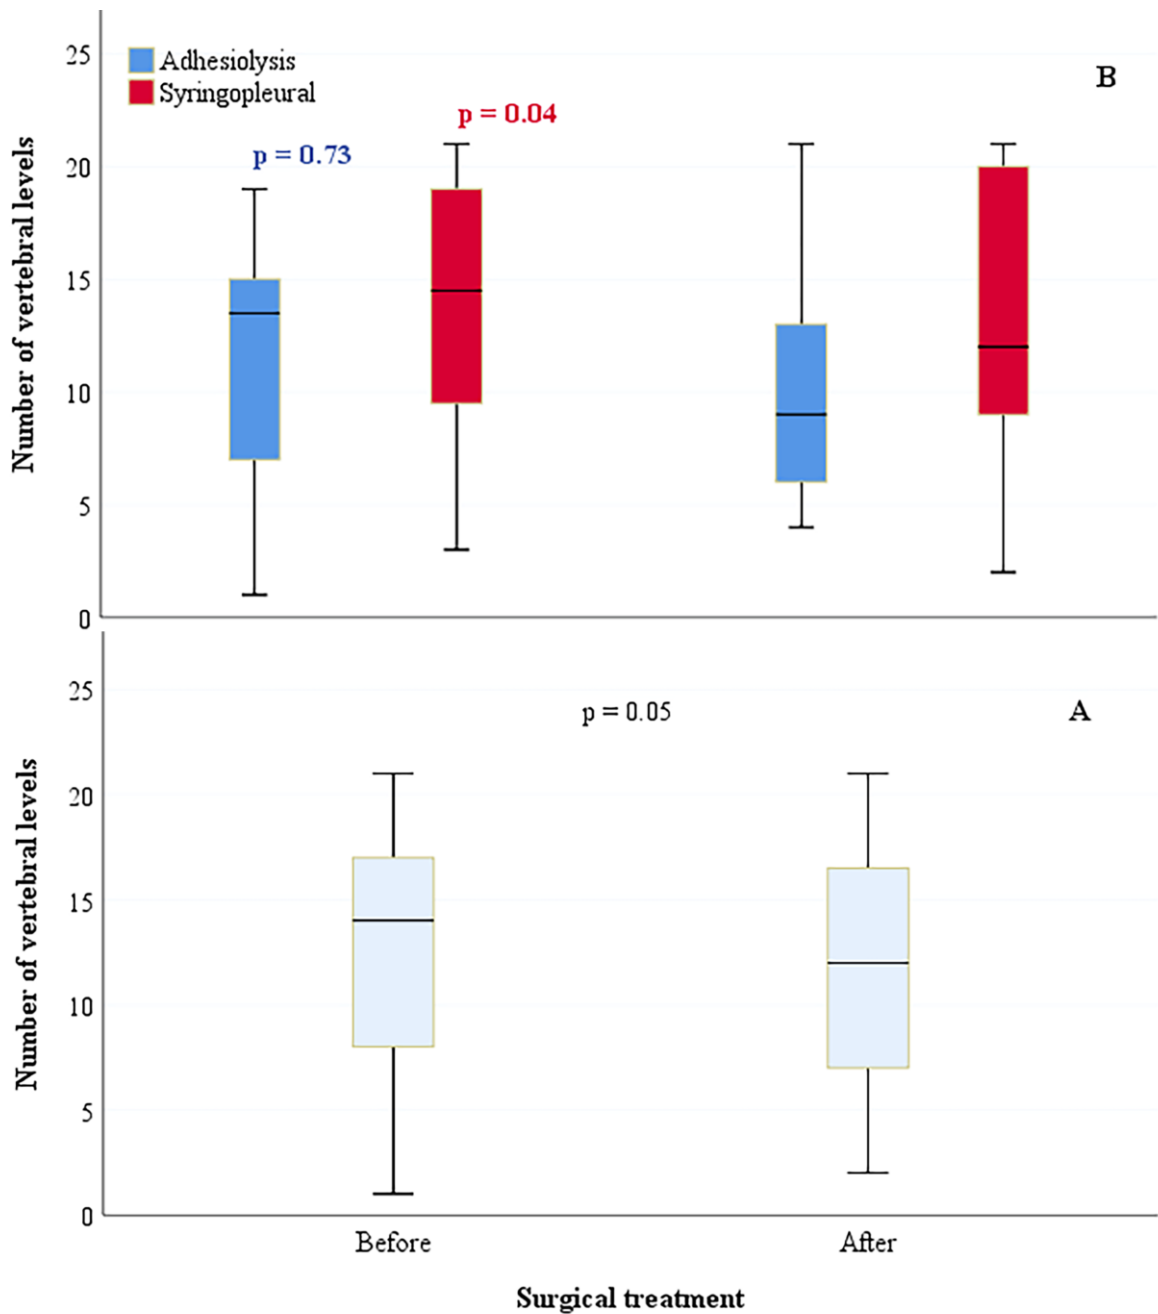 25
Adhesiolysis
B
Syringopleural
p = 0.04
p = 0.73
20
15
10
5
0
Number of vertebral levels
25
p = 0.05
A
20
15
10
5
0
Number of vertebral levels
Before
After
Surgical treatment